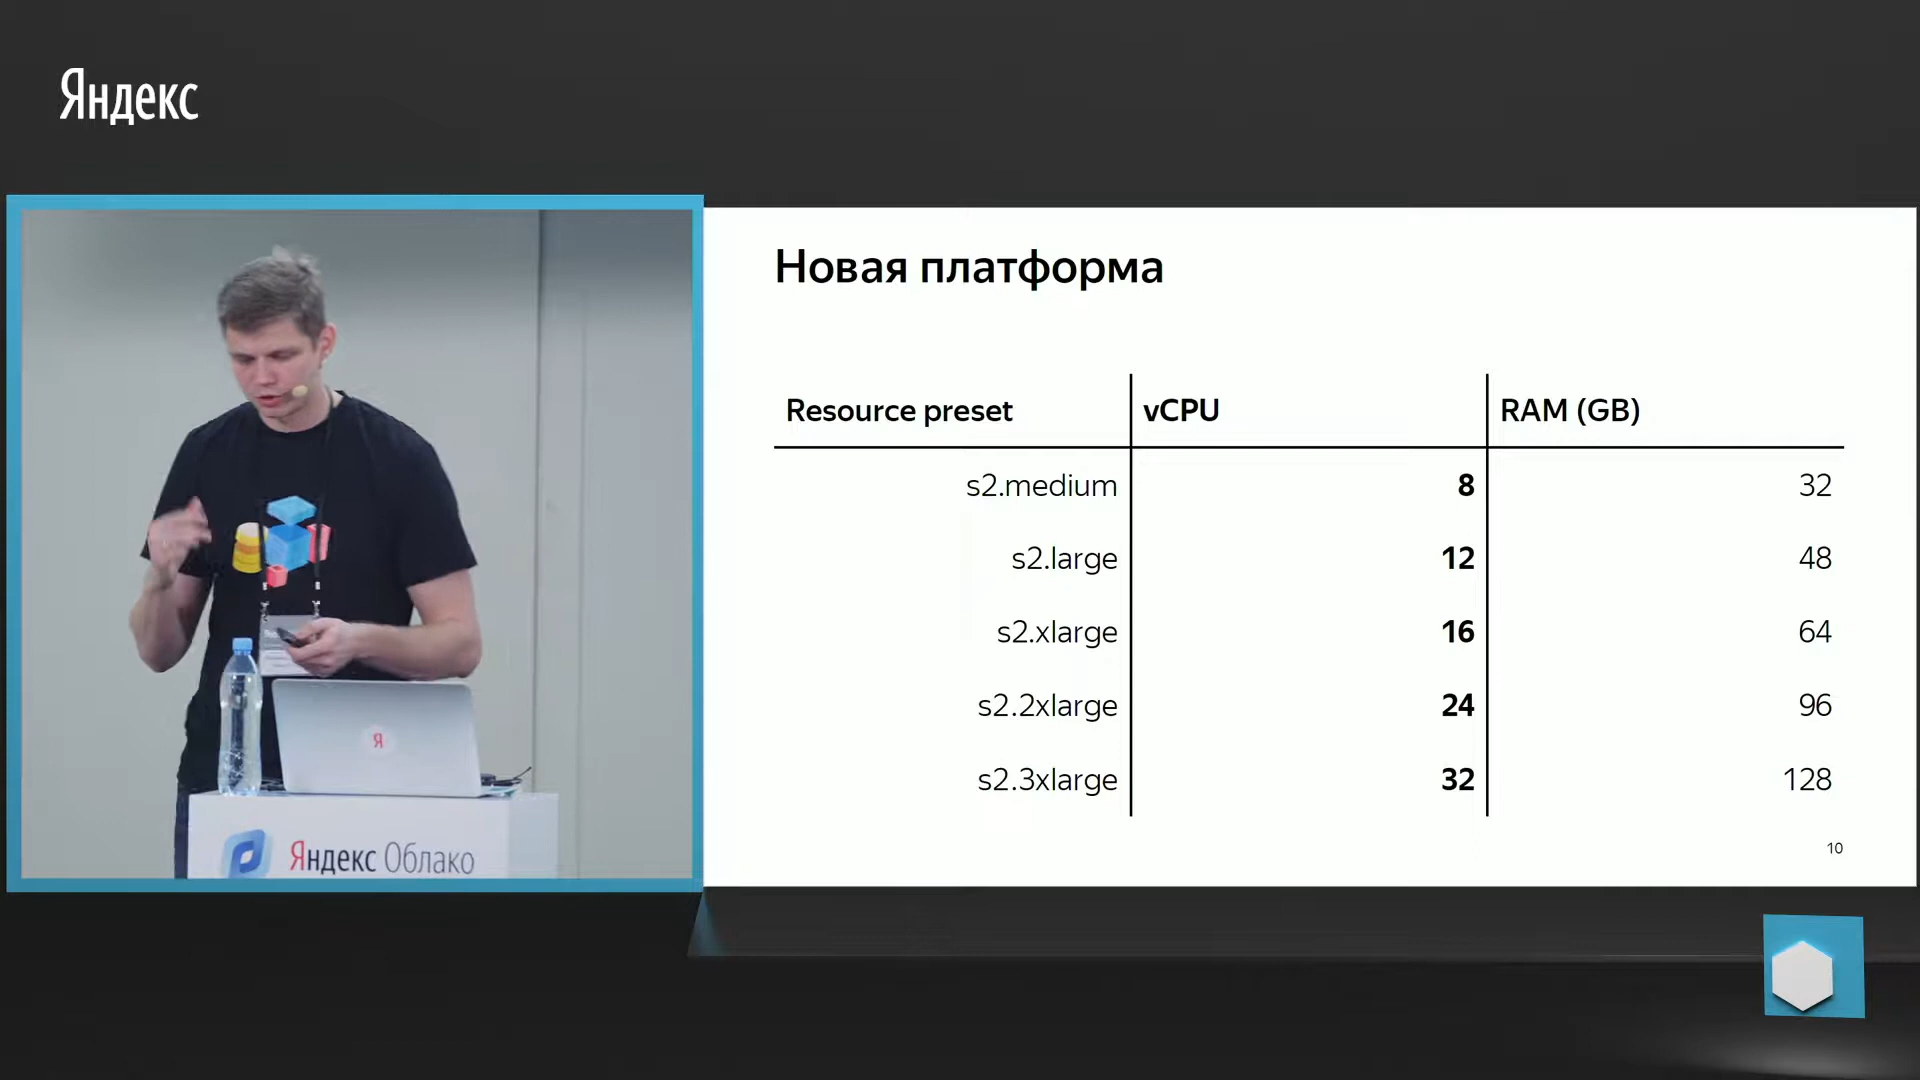 Яндекс
Новая платформа
Resource preset vCPU RAM (GB)
s2.medium 8 32
s2.large 12 48
s2.xlarge 16 64
s2.2xlarge 24 96
s2.3xlarge 32 128
10
Я
Яндекс Облако